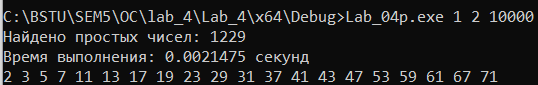 C:\BSTU\SEM5\OC\lab_4\Lab_4\x64\Debug>Lab_04p.exe 1 2 10000
Найдено простых чисел: 1229
Время выполнения: 0.0021475 секунд
2 3 5 7 11 13 17 19 23 29 31 37 41 43 47 53 59 61 67 71